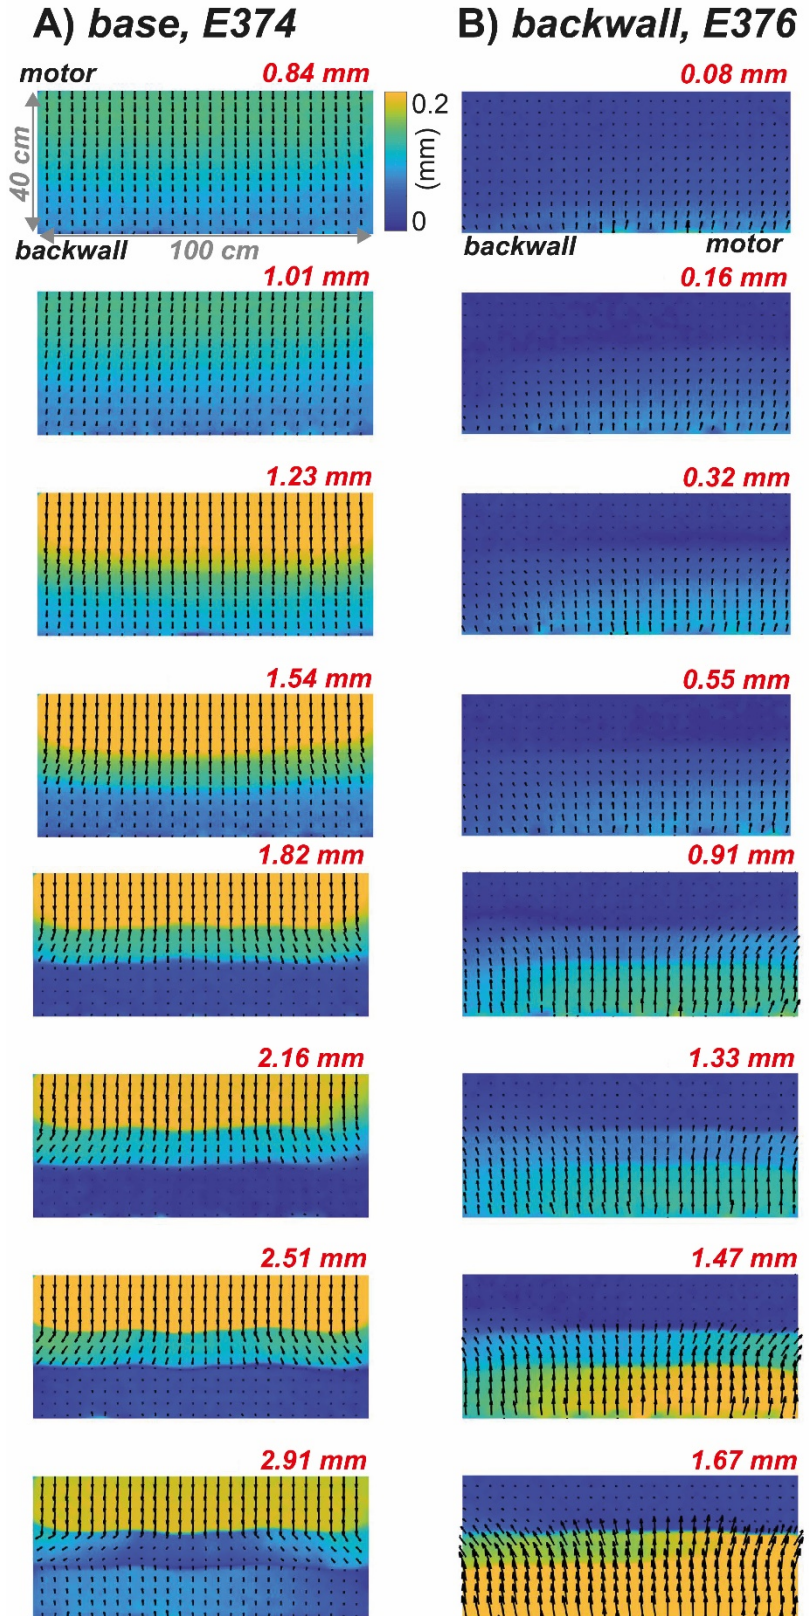 A) base, E374
B) backwall, E376
motor
0.84 mm
0.2
(mm)
0
40 cm
backwall
100 cm
0.08 mm
backwall
motor
1.01 mm
0.16 mm
1.23 mm
0.32 mm
1.54 mm
0.55 mm
1.82 mm
0.91 mm
2.16 mm
1.33 mm
2.51 mm
1.47 mm
2.91 mm
1.67 mm